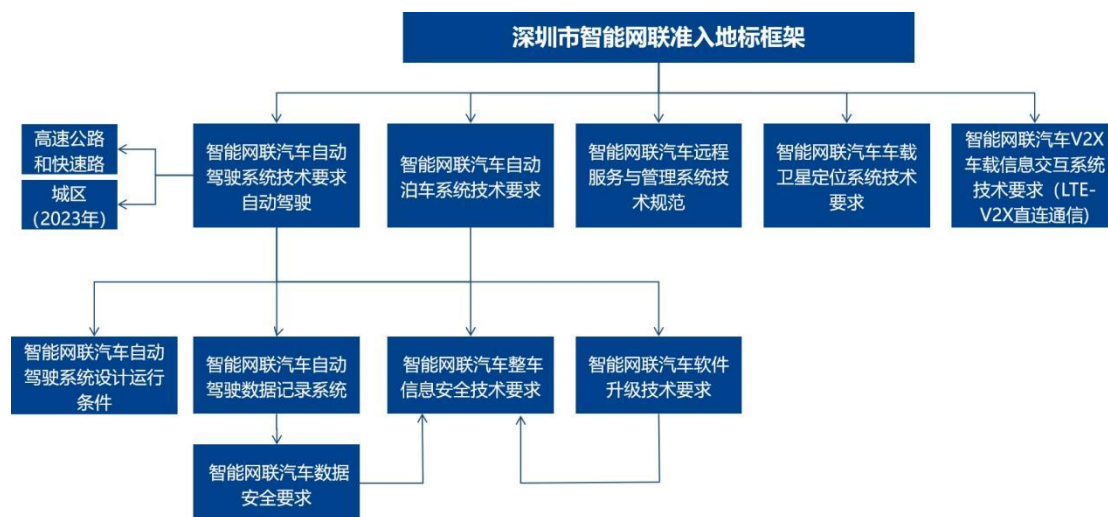 深圳市智能网联准入地标框架
高速公路
和快速路
城区
(2023年)
智能网联汽车自动
驾驶系统技术要求
自动驾驶
智能网联汽车自动
泊车系统技术要求
智能网联汽车远程
服务与管理系统技
术规范
智能网联汽车车载
卫星定位系统技术
要求
智能网联汽车V2X
车载信息交互系统
技术要求（LTE-
V2X直连通信)
智能网联汽车自动
驾驶系统设计运行
条件
智能网联汽车自动
驾驶数据记录系统
智能网联汽车整车
信息安全技术要求
智能网联汽车软件
升级技术要求
智能网联汽车数据
安全要求